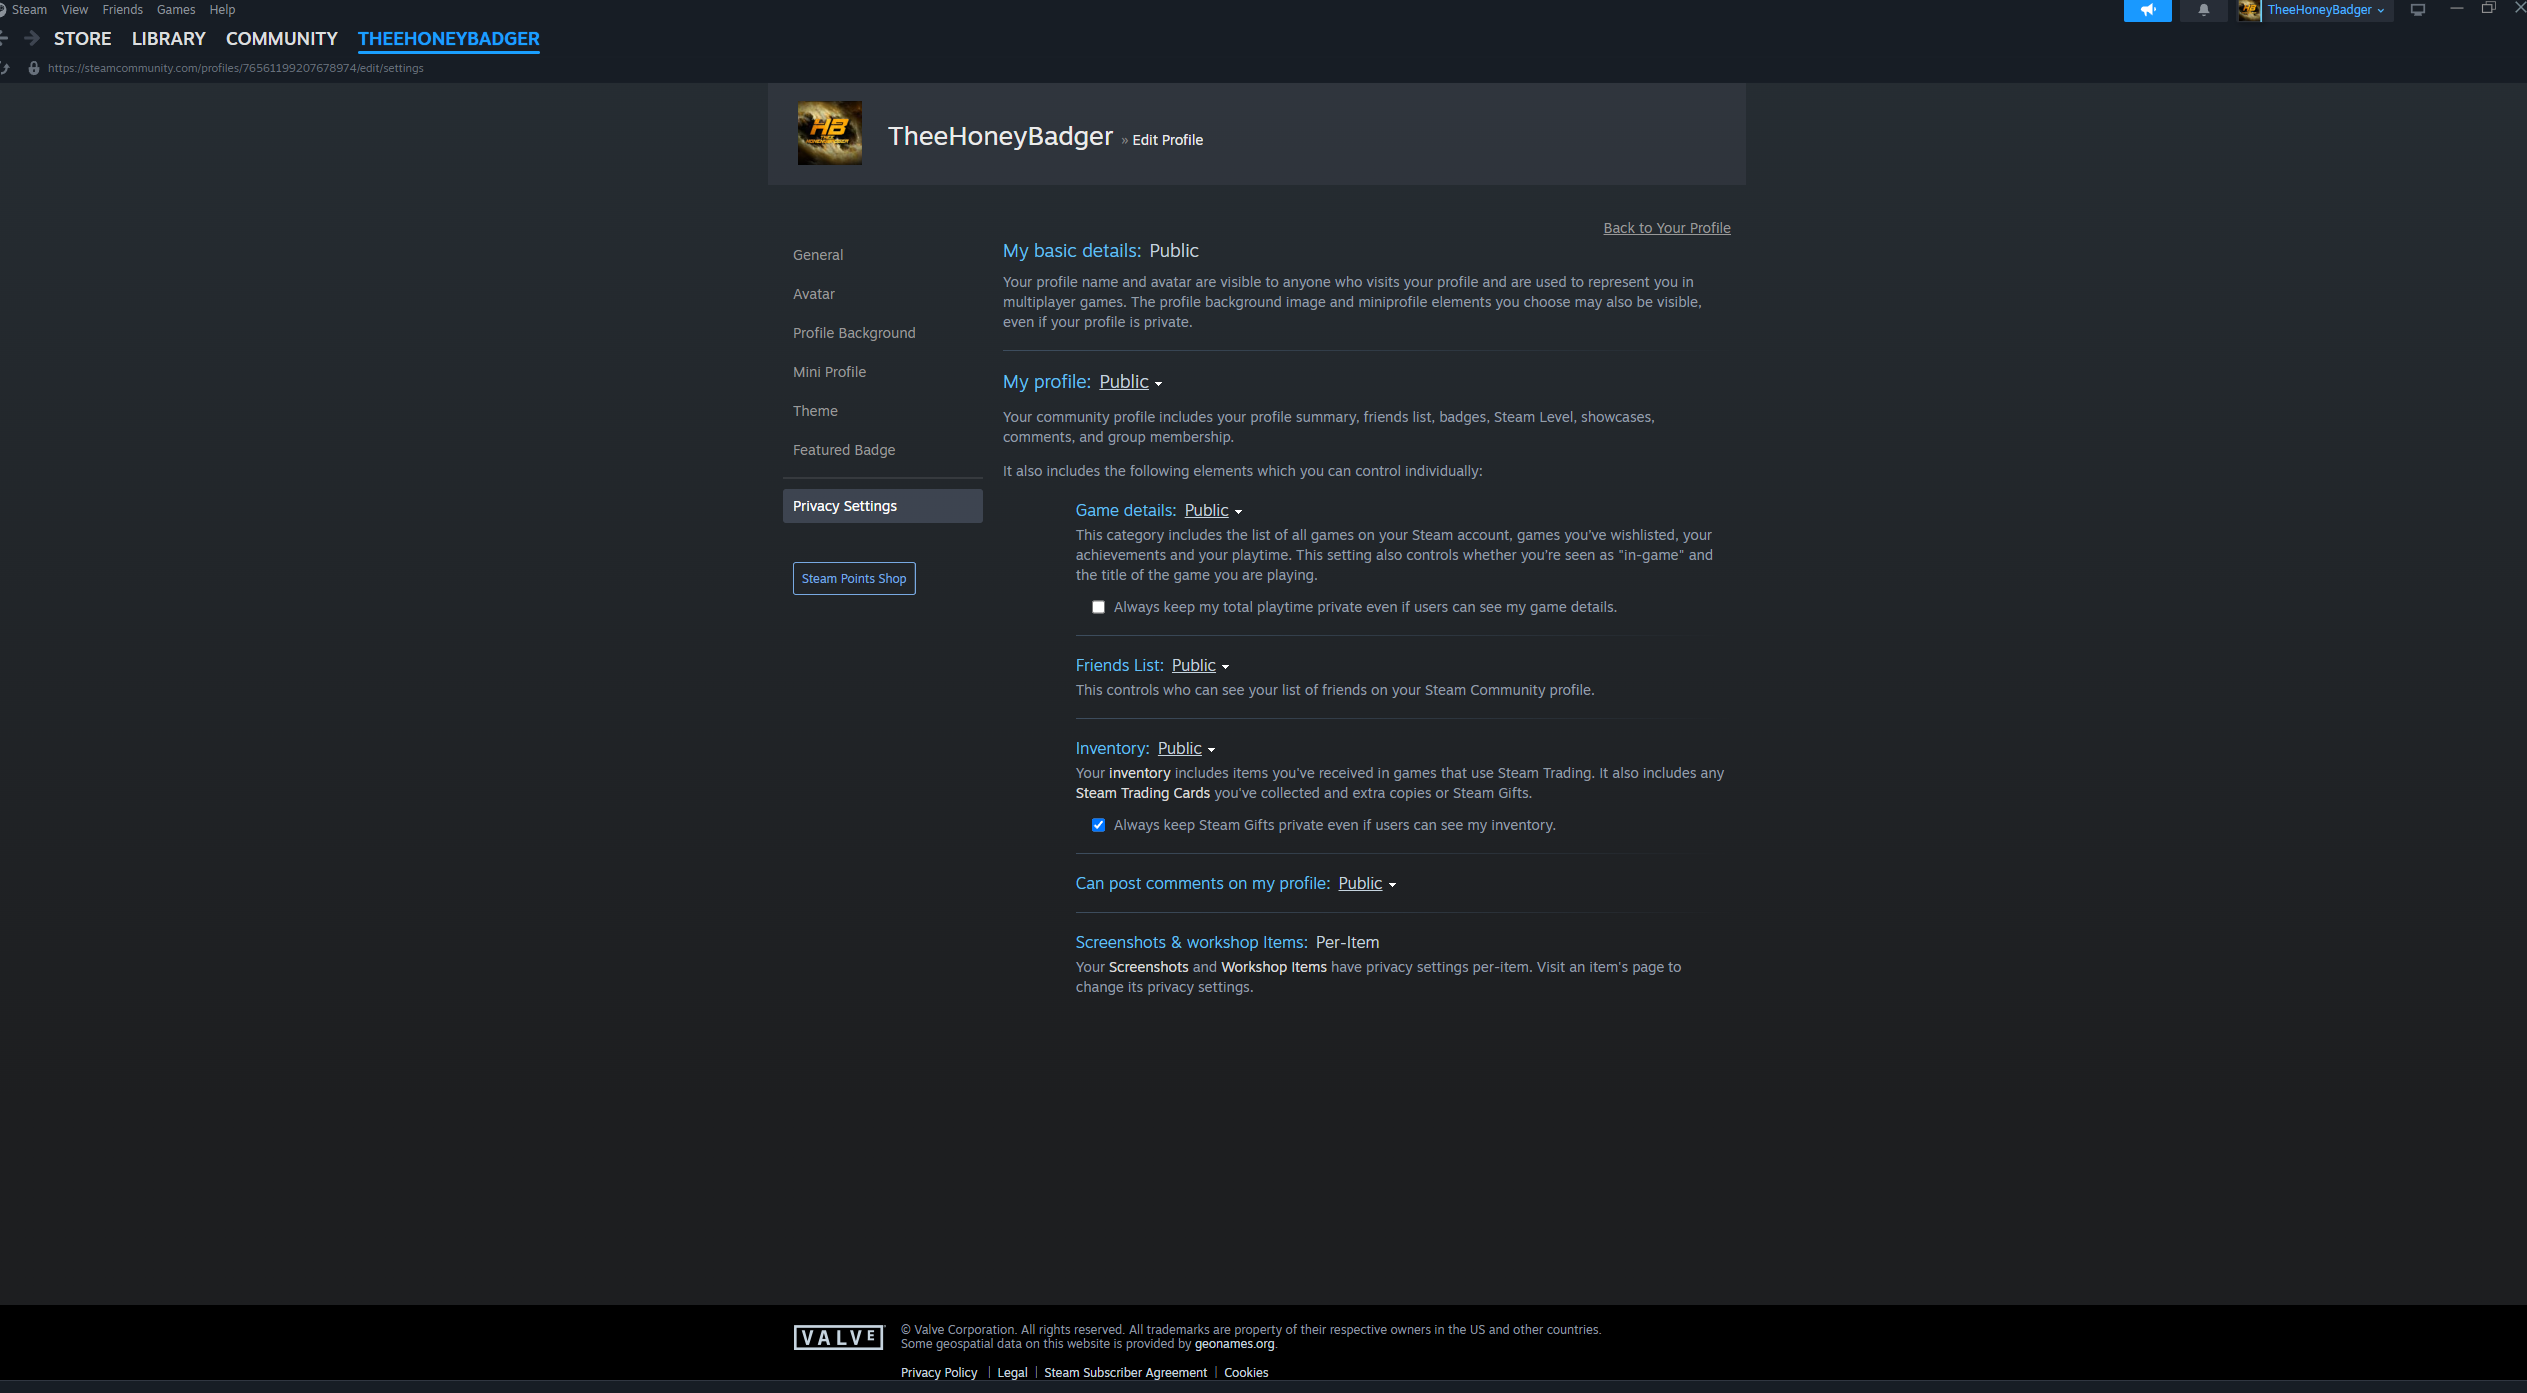 Steam View Friends Games Help
TheeHoneyBadger
STORE LIBRARY COMMUNITY THEEHONEYBADGER
https://steamcommunity.com/profiles/76561199207678974/edit/settings
HB
TheeHoneyBadger » Edit Profile
Back to Your Profile
General
Avatar
Profile Background
Mini Profile
Theme
Featured Badge
Privacy Settings
Steam Points Shop
My basic details: Public
Your profile name and avatar are visible to anyone who visits your profile and are used to represent you in
multiplayer games. The profile background image and miniprofile elements you choose may also be visible,
even if your profile is private.
My profile: Public
Your community profile includes your profile summary, friends list, badges, Steam Level, showcases,
comments, and group membership.
It also includes the following elements which you can control individually:
Game details: Public
This category includes the list of all games on your Steam account, games you've wishlisted, your
achievements and your playtime. This setting also controls whether you're seen as "in-game" and
the title of the game you are playing.
Always keep my total playtime private even if users can see my game details.
Friends List: Public
This controls who can see your list of friends on your Steam Community profile.
Inventory: Public
Your inventory includes items you've received in games that use Steam Trading. It also includes any
Steam Trading Cards you've collected and extra copies or Steam Gifts.
Always keep Steam Gifts private even if users can see my inventory.
Can post comments on my profile: Public
Screenshots & workshop Items: Per-Item
Your Screenshots and Workshop Items have privacy settings per-item. Visit an item's page to
change its privacy settings.
VALVE
© Valve Corporation. All rights reserved. All trademarks are property of their respective owners in the US and other countries.
Some geospatial data on this website is provided by geonames.org.
Privacy Policy | Legal | Steam Subscriber Agreement | Cookies